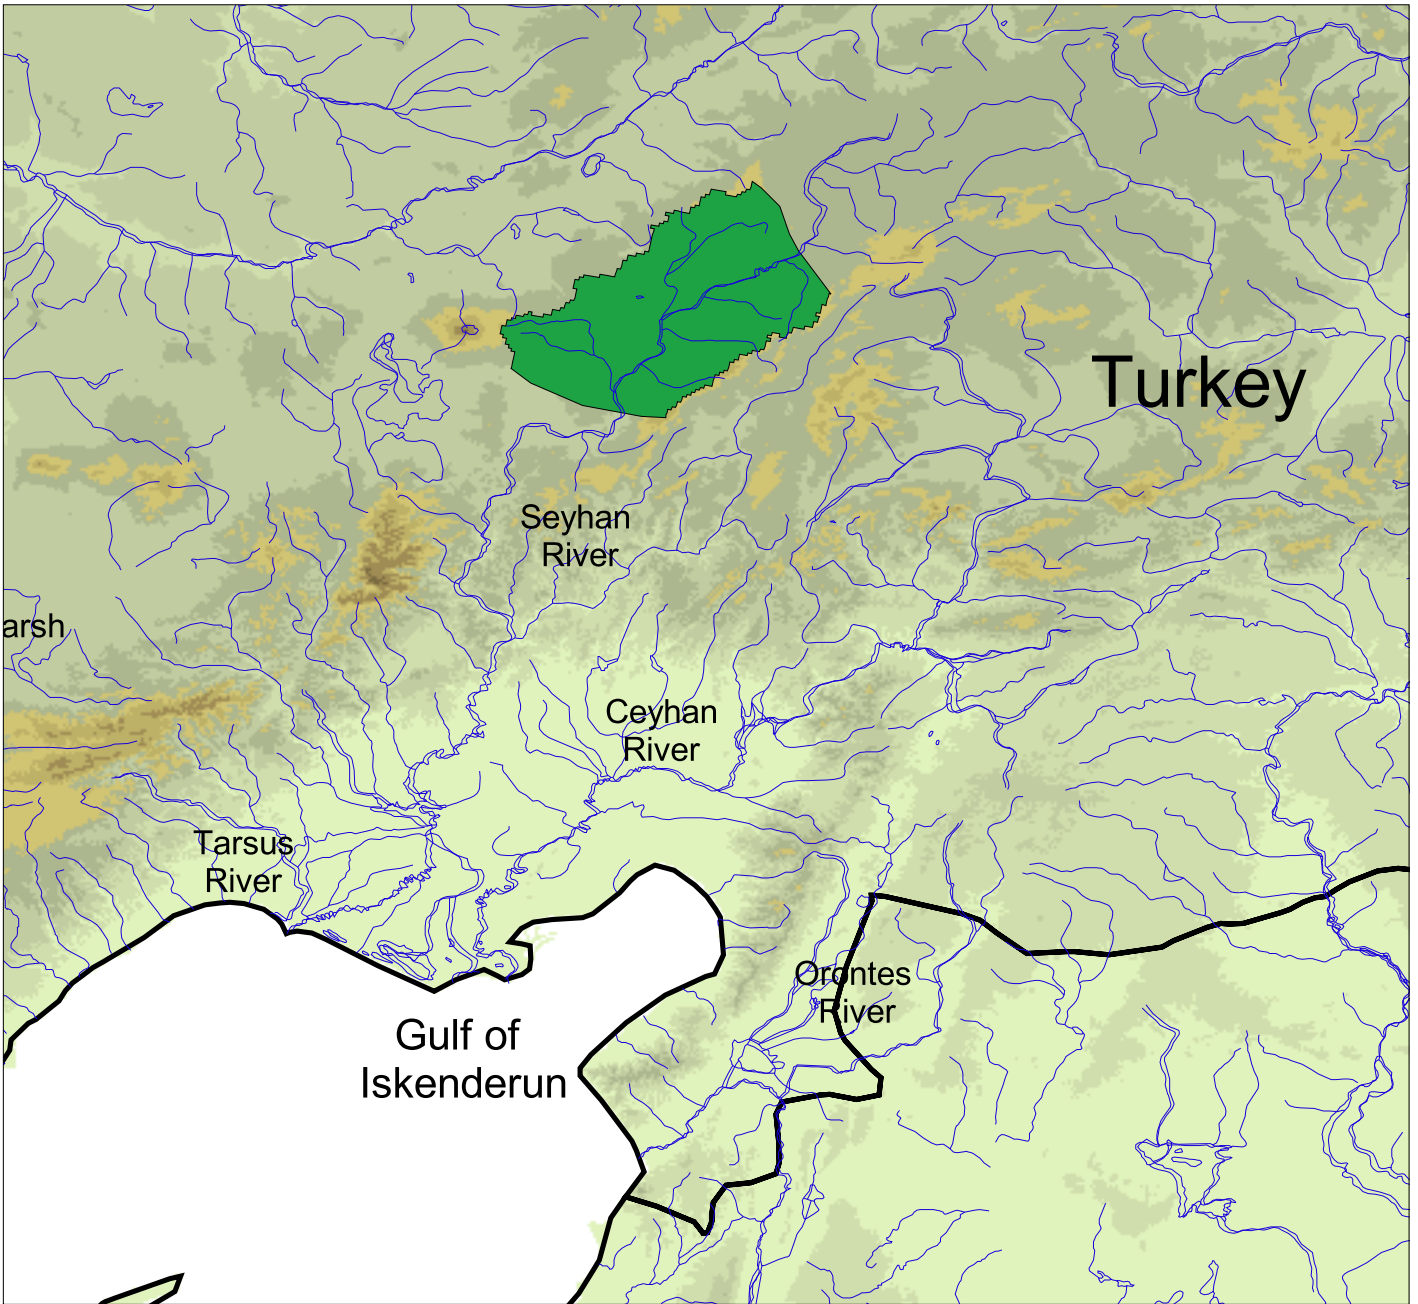 Turkey
Seyhan
River
arsh
Ceyhan
River
Tarsus
River
Orontes
River
Gulf of
Iskenderun